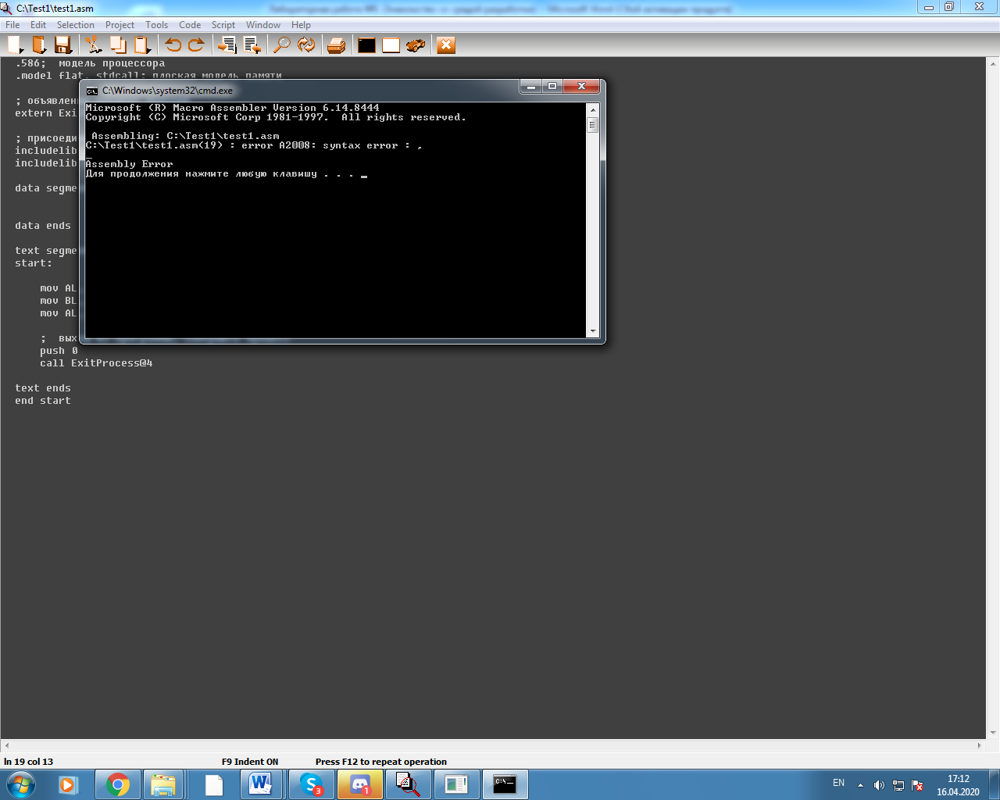 C:\Test1\test1.asm
File Edit Selection Project Tools Code Script Window Help
.586; модель процессора
.model flat, stdcall; плоская модель памяти
; объявлен
extern Exi
; присоеди
includelib
includelib
data segme
data ends
text segme
start:
mov AL
mov BL
mov AL
; вых
push 0
call ExitProcess@4
text ends
end start
C:\Windows\system32\cmd.exe
Microsoft (R) Macro Assembler Version 6.14.8444
Copyright (C) Microsoft Corp 1981-1997. All rights reserved.
Assembling: C:\Test1\test1.asm
C:\Test1\test1.asm(19) : error A2008: syntax error : ,
_
Assembly Error
Для продолжения нажмите любую клавишу . . .
ln 19 col 13 F9 Indent ON Press F12 to repeat operation
3 1 C:\ EN 17:12
16.04.2020